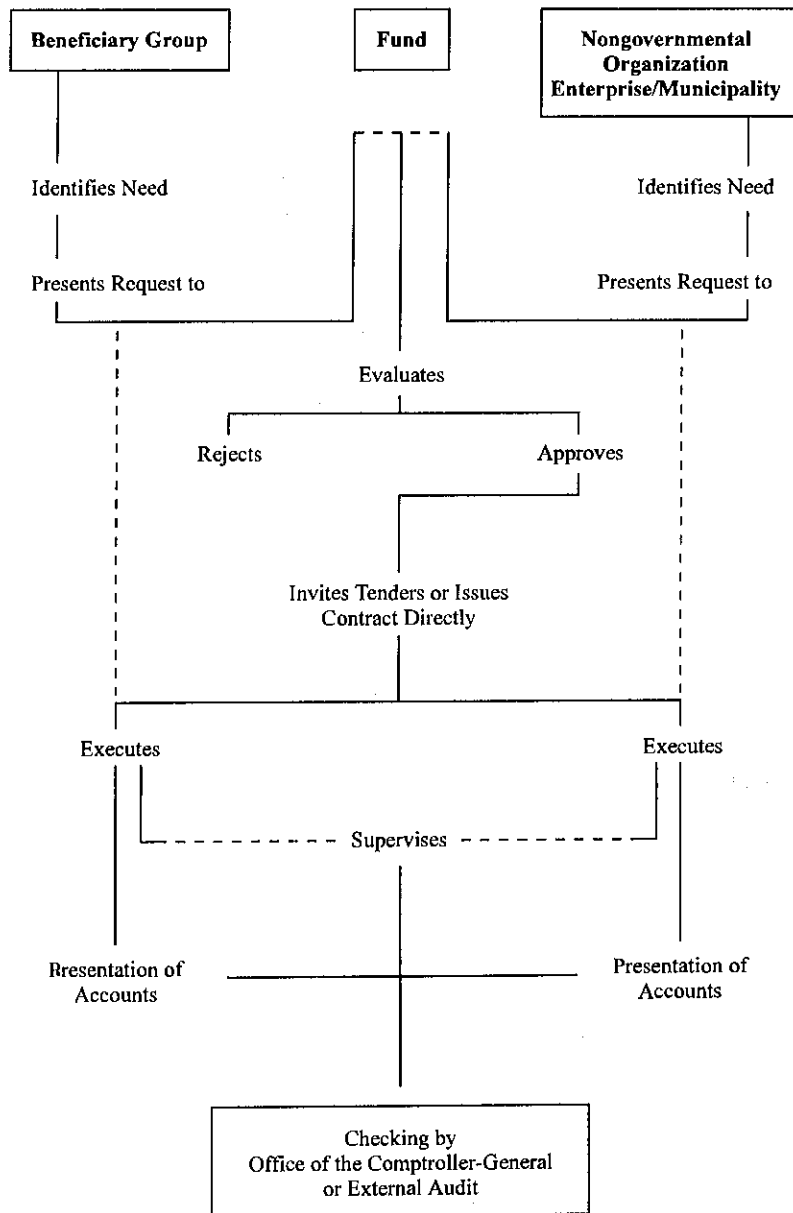 Beneficiary Group
Fund
Nongovernmental
Organization
Enterprise/Municipality
Identifies Need
Identifies Need
Presents Request to
Presents Request to
Evaluates
Rejects
Approves
Invites Tenders or Issues
Contract Directly
Executes
Executes
Supervises
Bresentation of
Accounts
Presentation of
Accounts
Checking by
Office of the Comptroller-General
or External Audit